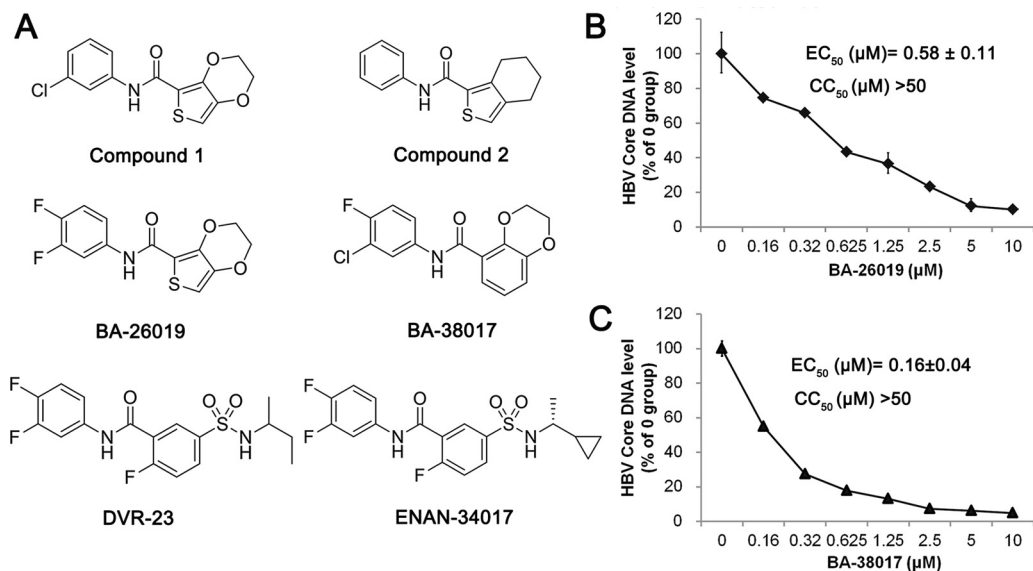 A
Cl
N
H
O
S
O
O
Compound 1
N
H
O
S
Compound 2
F
F
N
H
O
S
O
O
BA-26019
F
Cl
N
H
O
O
O
BA-38017
F
F
N
H
O
F
O
O
S
N
H
DVR-23
F
F
N
H
O
F
O
O
S
N
H
ENAN-34017
B
HBV Core DNA level
(% of 0 group)
120
100
80
60
40
20
0
EC50 (µM)= 0.58 ± 0.11
CC50 (µM) >50
0 0.16 0.32 0.625 1.25 2.5 5 10
BA-26019 (µM)
C
HBV Core DNA level
(% of 0 group)
120
100
80
60
40
20
0
EC50 (µM)= 0.16±0.04
CC50 (µM) >50
0 0.16 0.32 0.625 1.25 2.5 5 10
BA-38017 (µM)